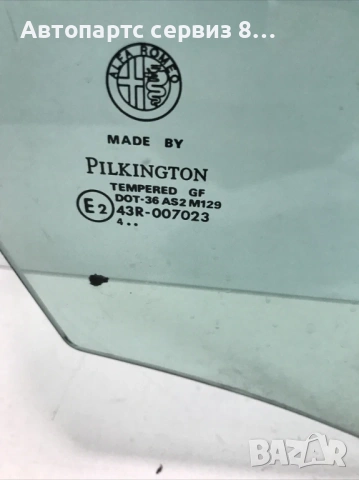 Автопартс сервиз 8...
ALFA ROMEO
MADE BY
PILKINGTON
TEMPERED GF
DOT-36 AS2 M129
E2 43R-007023
4 . .
BAZAR